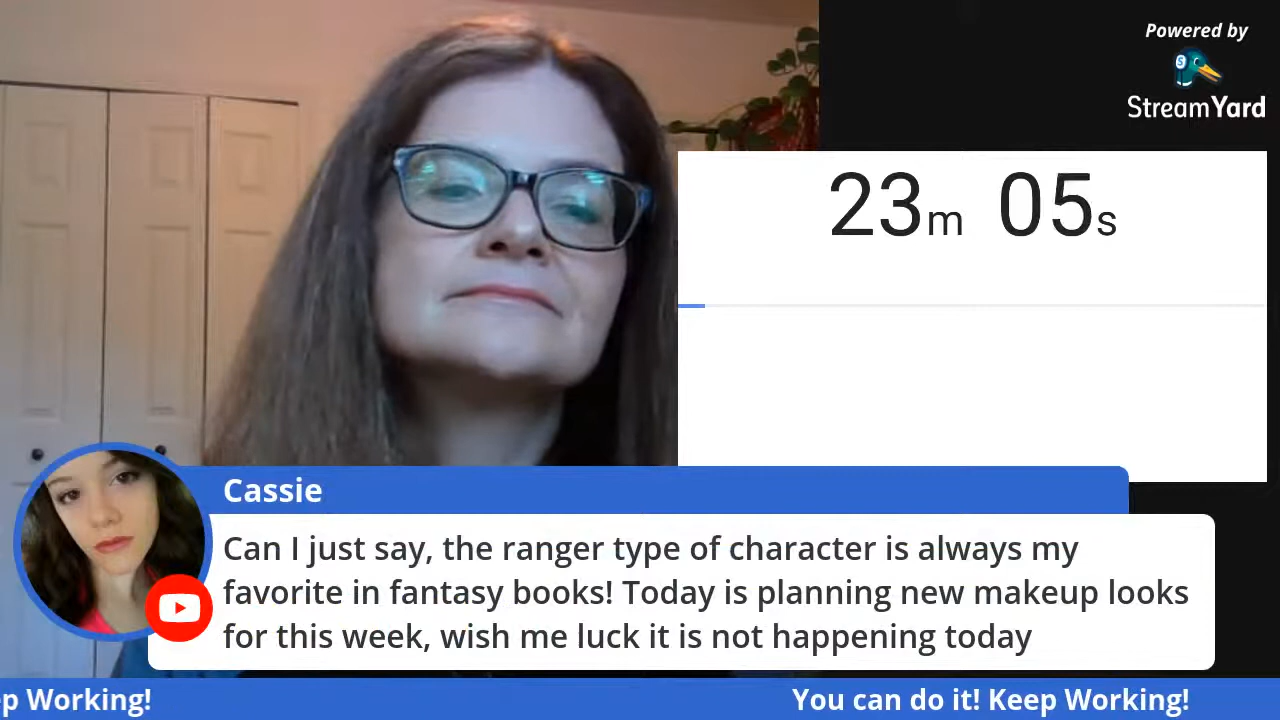 Powered by
StreamYard
23m 05s
Cassie
Can I just say, the ranger type of character is always my
favorite in fantasy books! Today is planning new makeup looks
for this week, wish me luck it is not happening today
p Working!
You can do it! Keep Working!